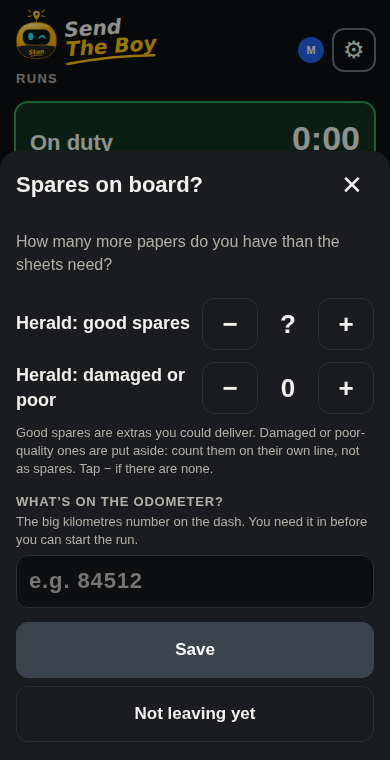 Send
The Boy
Stan
M
RUNS
On duty 0:00
Spares on board?
How many more papers do you have than the
sheets need?
Herald: good spares − ? +
Herald: damaged or
poor − 0 +
Good spares are extras you could deliver. Damaged or poor-
quality ones are put aside: count them on their own line, not
as spares. Tap − if there are none.
WHAT’S ON THE ODOMETER?
The big kilometres number on the dash. You need it in before
you can start the run.
e.g. 84512
Save
Not leaving yet